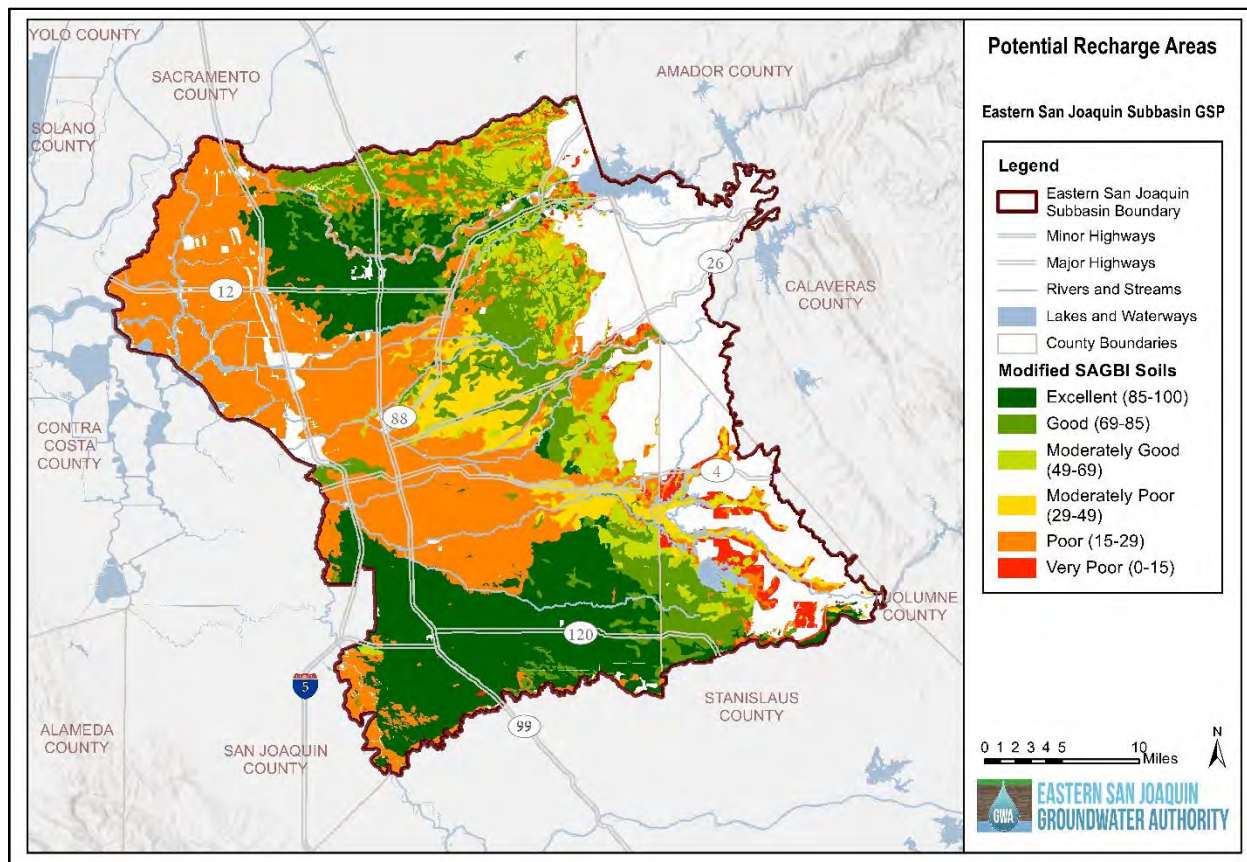 YOLO COUNTY
SACRAMENTO
COUNTY
AMADOR COUNTY
SOLANO
COUNTY
26
CALAVERAS
COUNTY
12
CONTRA
COSTA
COUNTY
88
4
UOLUMNE
COUNTY
120
5
STANISLAUS
COUNTY
99
ALAMEDA
COUNTY
SAN JOAQUIN
COUNTY
Potential Recharge Areas
Eastern San Joaquin Subbasin GSP
Legend
Eastern San Joaquin
Subbasin Boundary
Minor Highways
Major Highways
Rivers and Streams
Lakes and Waterways
County Boundaries
Modified SAGBI Soils
Excellent (85-100)
Good (69-85)
Moderately Good
(49-69)
Moderately Poor
(29-49)
Poor (15-29)
Very Poor (0-15)
0 1 2 3 4 5 10
Miles
N
GWA
EASTERN SAN JOAQUIN
GROUNDWATER AUTHORITY